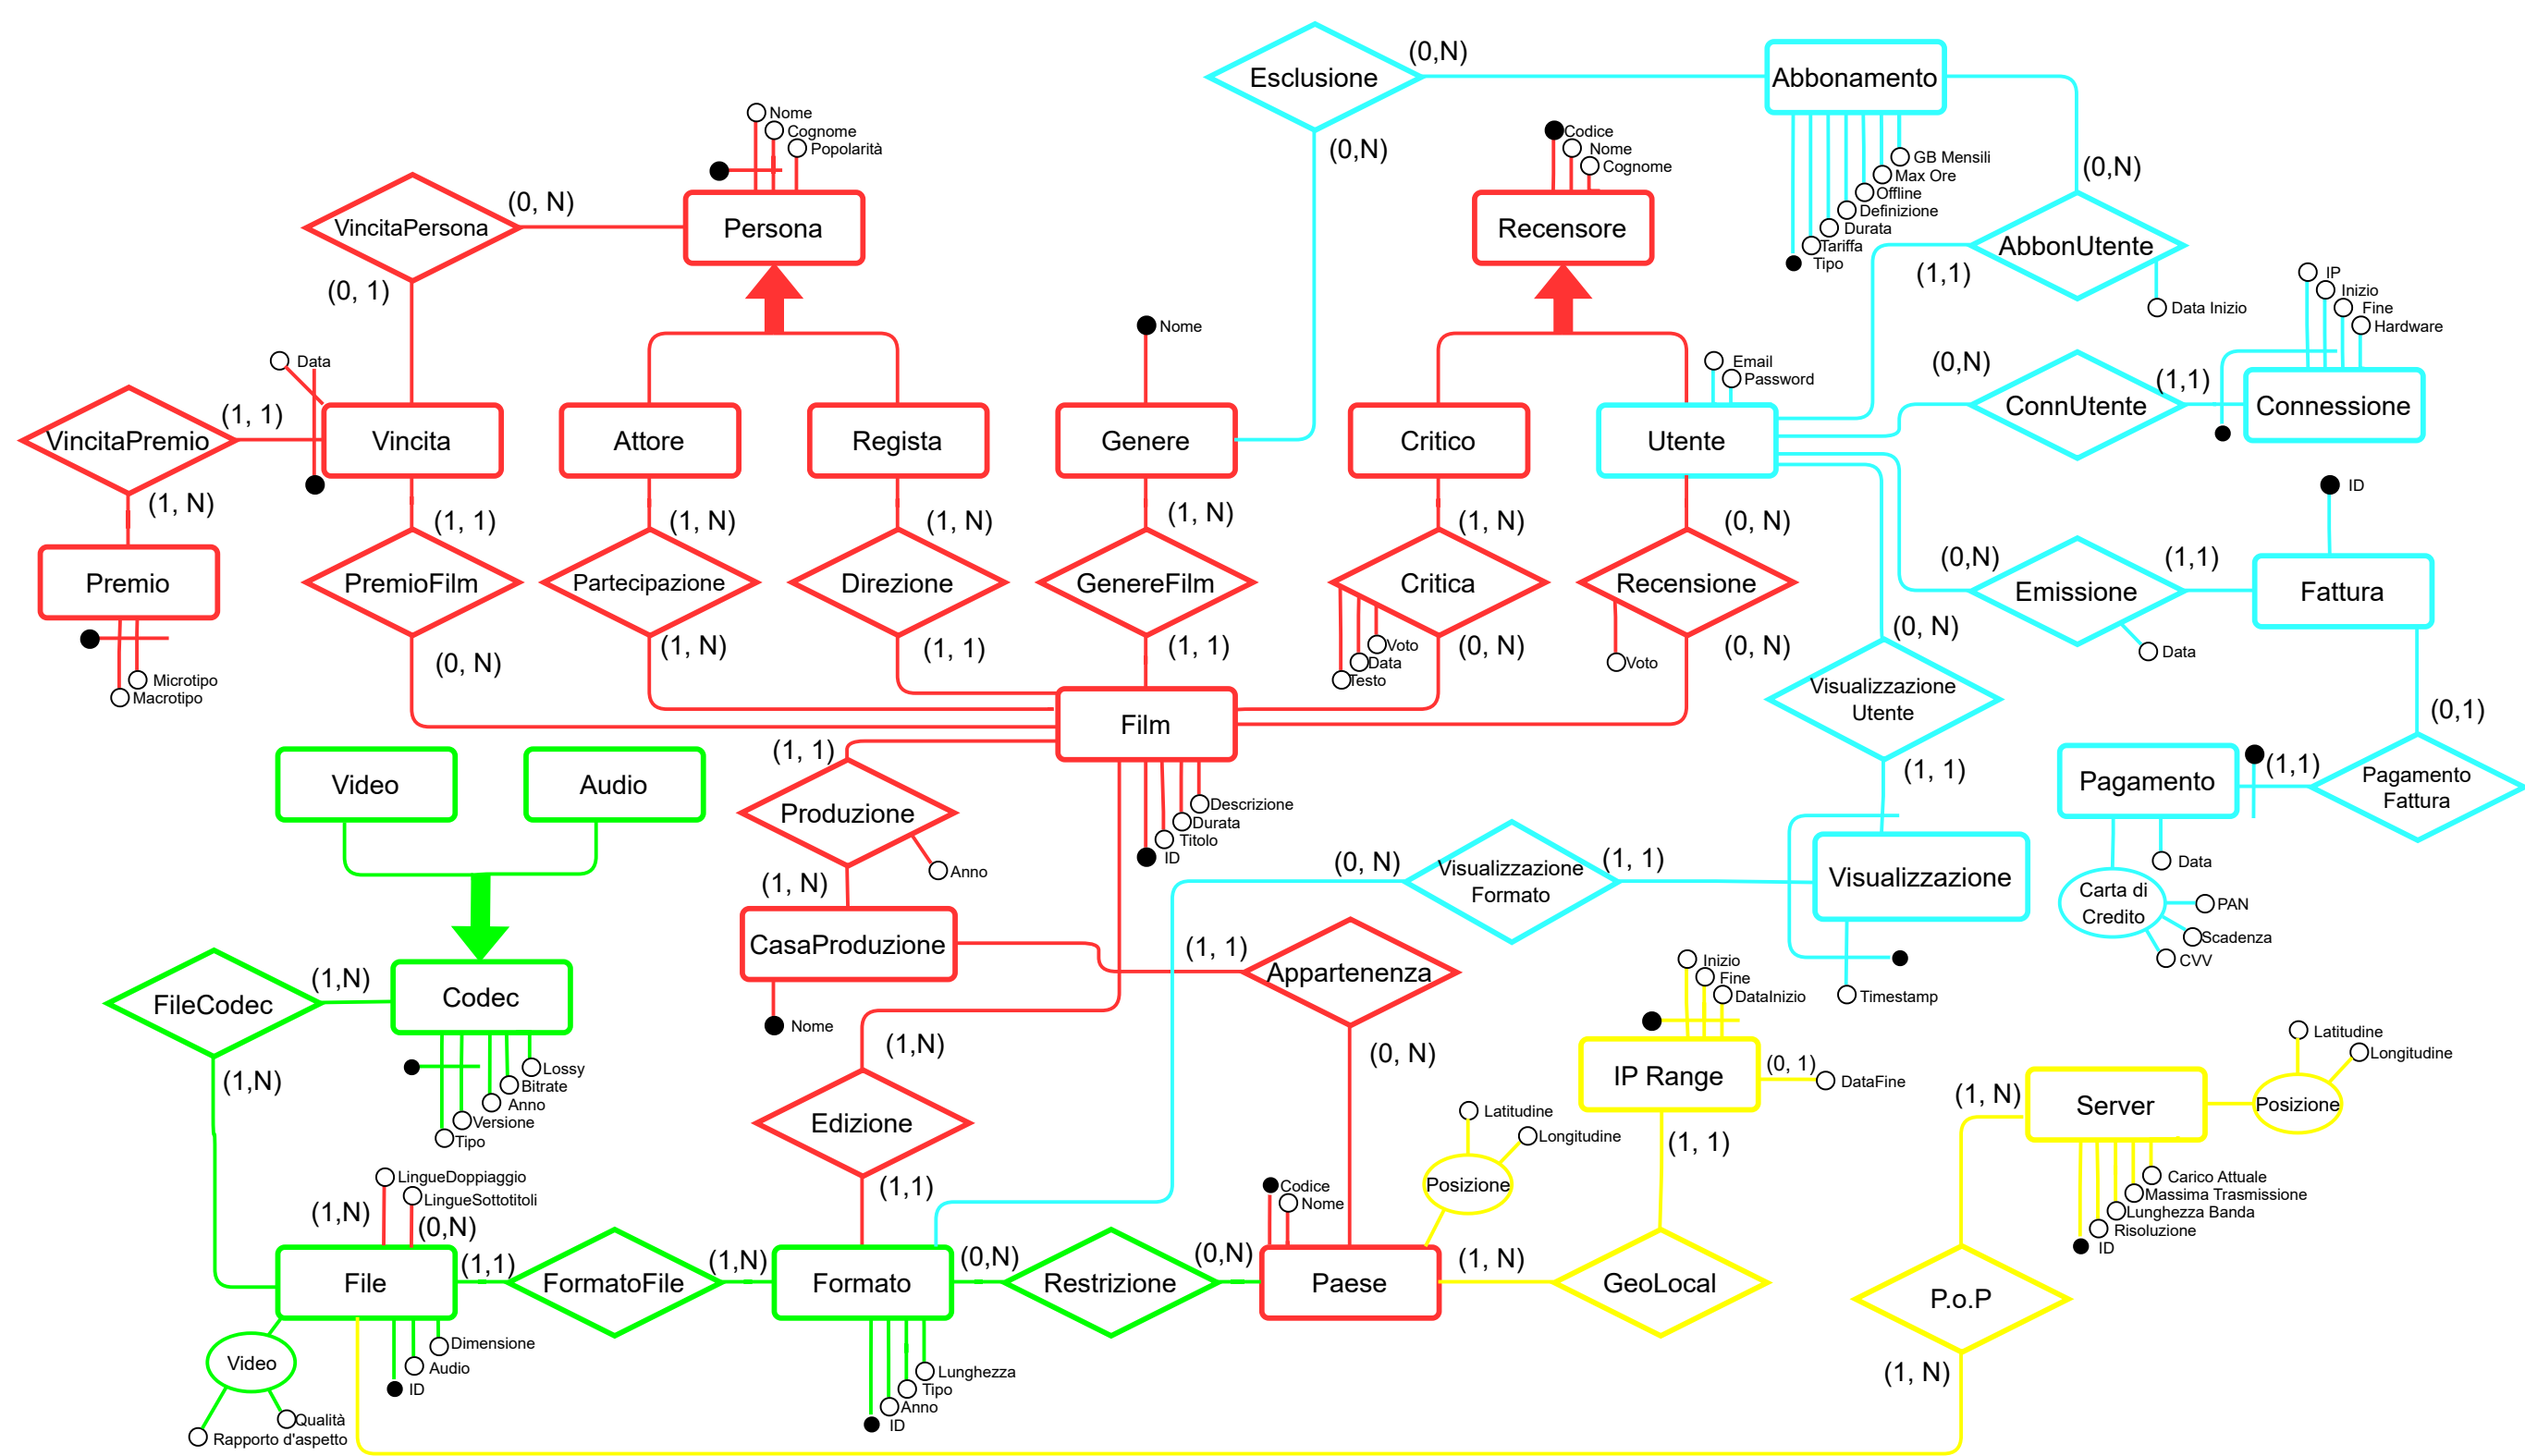 Esclusione
(0,N)
(0,N)
Abbonamento
GB Mensili
Max Ore
Offline
Definizione
Durata
Tariffa
Tipo
(0,N)
AbbonUtente
(1,1)
Data Inizio
Nome
Cognome
Popolarità
Persona
VincitaPersona
(0, N)
(0, 1)
Codice
Nome
Cognome
Recensore
IP
Inizio
Fine
Hardware
(0,N)
ConnUtente
(1,1)
Connessione
Data
VincitaPremio
(1, 1)
Vincita
Attore
Regista
Nome
Genere
Critico
Email
Password
Utente
(1, N)
Premio
Microtipo
Macrotipo
(1, 1)
PremioFilm
(0, N)
(1, N)
Partecipazione
(1, N)
(1, N)
Direzione
(1, 1)
(1, N)
GenereFilm
(1, 1)
(1, N)
Critica
Voto
Data
Testo
(0, N)
(0, N)
Recensione
Voto
(0, N)
ID
(0,N)
Emissione
(1,1)
Fattura
Data
(0, N)
Visualizzazione
Utente
(1, 1)
(0,1)
Pagamento
(1,1)
Pagamento
Fattura
Data
Carta di
Credito
PAN
Scadenza
CVV
Film
Descrizione
Durata
Titolo
ID
(1, 1)
Produzione
Anno
(1, N)
CasaProduzione
Nome
Video
Audio
(0, N)
Visualizzazione
Formato
(1, 1)
Visualizzazione
Timestamp
(1, 1)
Appartenenza
(0, N)
FileCodec
(1,N)
Codec
(1,N)
Lossy
Bitrate
Anno
Versione
Tipo
(1,N)
Edizione
(1,1)
Inizio
Fine
DataInizio
IP Range
(0, 1)
DataFine
(1, 1)
Latitudine
Longitudine
Posizione
Latitudine
Longitudine
Posizione
(1, N)
Server
Carico Attuale
Massima Trasmissione
Lunghezza Banda
Risoluzione
ID
LingueDoppiaggio
LingueSottotitoli
(1,N)
(0,N)
File
(1,1)
FormatoFile
(1,N)
Formato
(0,N)
Restrizione
(0,N)
Codice
Nome
Paese
(1, N)
GeoLocal
P.o.P
(1, N)
Video
Qualità
Rapporto d'aspetto
Dimensione
Audio
ID
Lunghezza
Tipo
Anno
ID